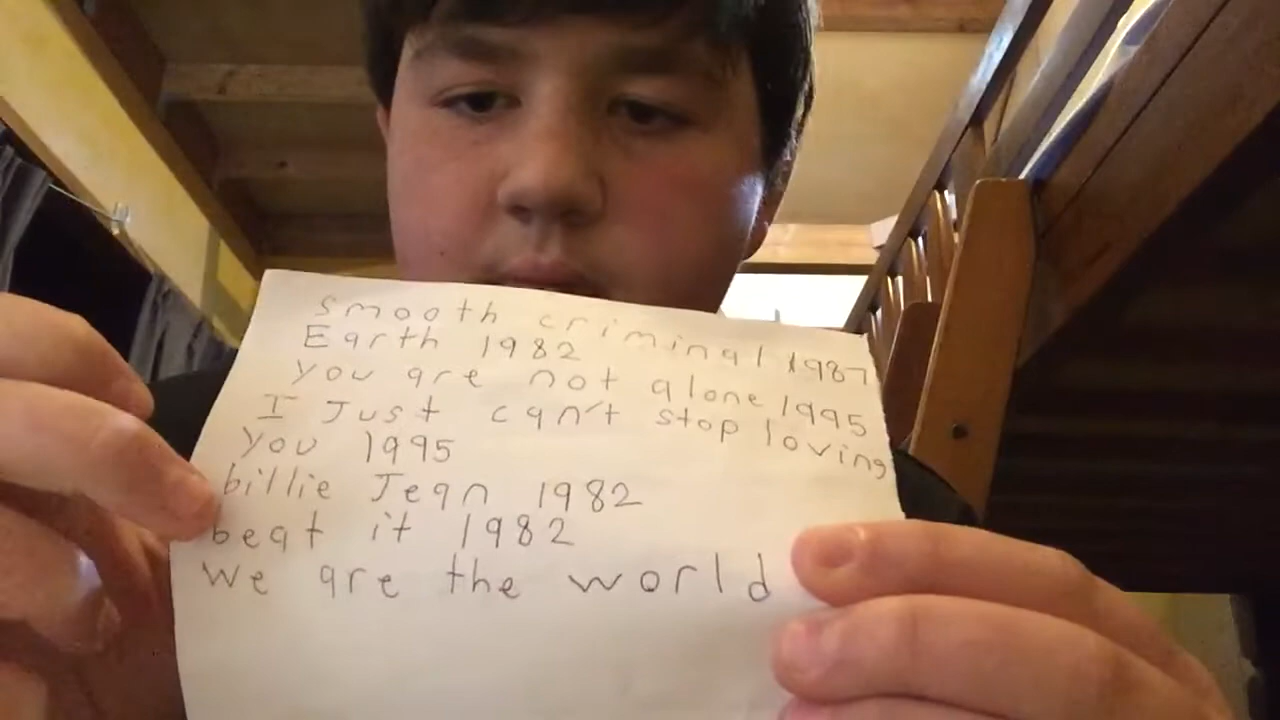 smooth criminal 1987
Earth 1982
you are not alone 1995
I Just can't stop loving
you 1995
billie Jean 1982
beat it 1982
We are the world